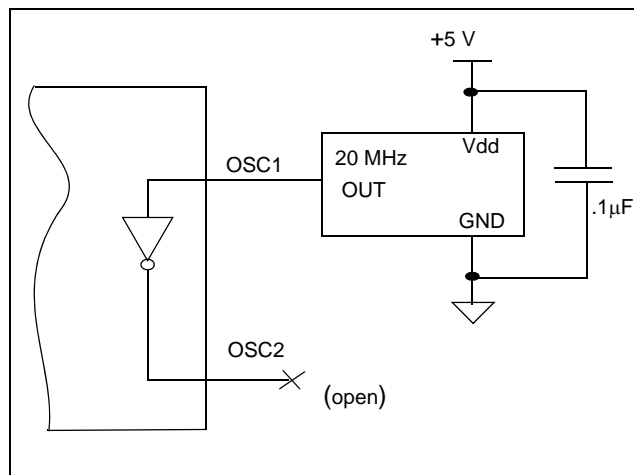 +5 V
20 MHz
Vdd
OSC1
OUT
.1μF
GND
OSC2
(open)